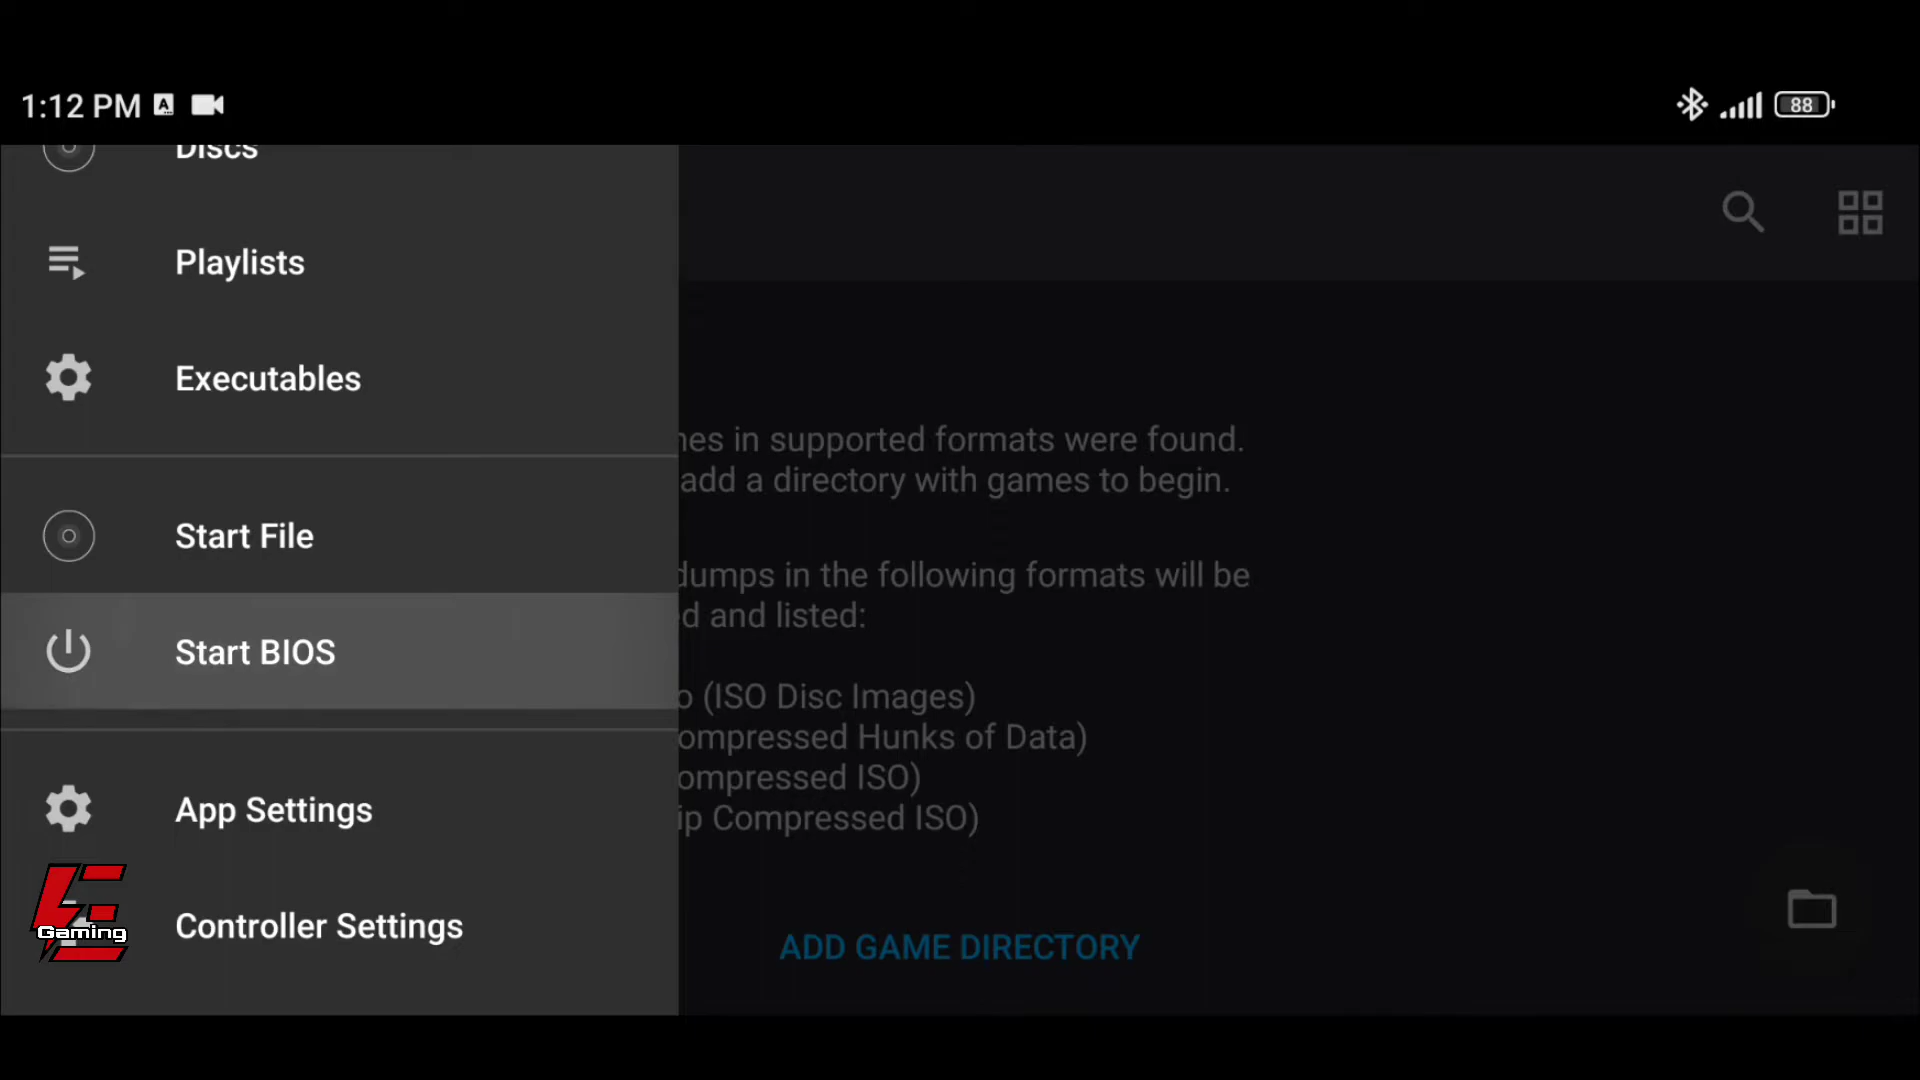 1:12 PM
88
Discs
Playlists
Executables
Start File
Start BIOS
App Settings
Controller Settings
Gaming
in supported formats were found.
add a directory with games to begin.
dumps in the following formats will be
and listed:
(ISO Disc Images)
ompressed Hunks of Data)
ompressed ISO)
ip Compressed ISO)
ADD GAME DIRECTORY